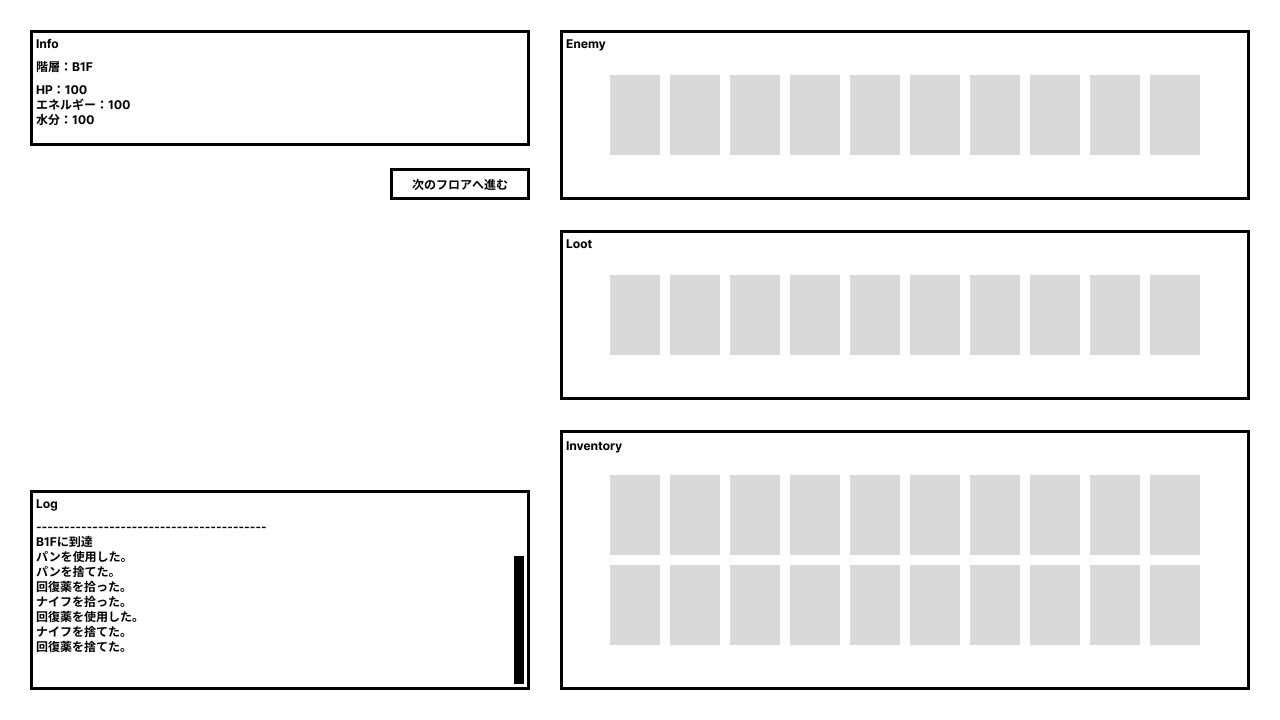 Info
階層：B1F
HP：100
エネルギー：100
水分：100
次のフロアへ進む
Log
-----------------------------------------
B1Fに到達
パンを使用した。
パンを捨てた。
回復薬を拾った。
ナイフを拾った。
回復薬を使用した。
ナイフを捨てた。
回復薬を捨てた。
Enemy
Loot
Inventory